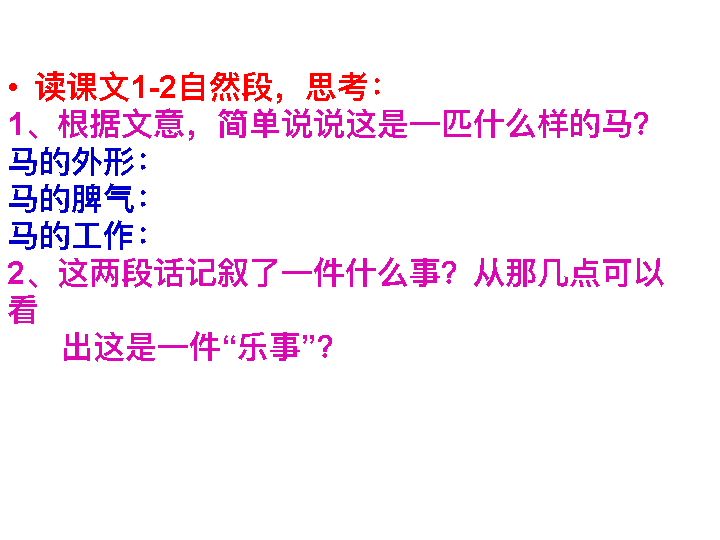 • 读课文1-2自然段，思考：
1、根据文意，简单说说这是一匹什么样的马？
马的外形：
马的脾气：
马的工作：
2、这两段话记叙了一件什么事？从那几点可以
看
出这是一件“乐事”？